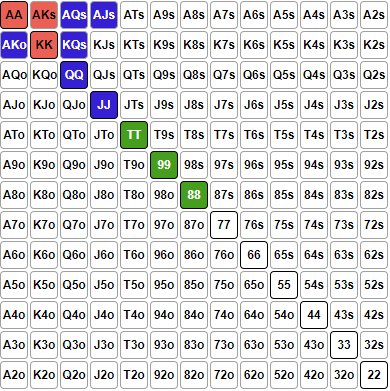 AA AKs AQs AJs ATs A9s A8s A7s A6s A5s A4s A3s A2s
AKo KK KQs KJs KTs K9s K8s K7s K6s K5s K4s K3s K2s
AQo KQo QQ QJs QTs Q9s Q8s Q7s Q6s Q5s Q4s Q3s Q2s
AJo KJo QJo JJ JTs J9s J8s J7s J6s J5s J4s J3s J2s
ATo KTo QTo JTo TT T9s T8s T7s T6s T5s T4s T3s T2s
A9o K9o Q9o J9o T9o 99 98s 97s 96s 95s 94s 93s 92s
A8o K8o Q8o J8o T8o 98o 88 87s 86s 85s 84s 83s 82s
A7o K7o Q7o J7o T7o 97o 87o 77 76s 75s 74s 73s 72s
A6o K6o Q6o J6o T6o 96o 86o 76o 66 65s 64s 63s 62s
A5o K5o Q5o J5o T5o 95o 85o 75o 65o 55 54s 53s 52s
A4o K4o Q4o J4o T4o 94o 84o 74o 64o 54o 44 43s 42s
A3o K3o Q3o J3o T3o 93o 83o 73o 63o 53o 43o 33 32s
A2o K2o Q2o J2o T2o 92o 82o 72o 62o 52o 42o 32o 22